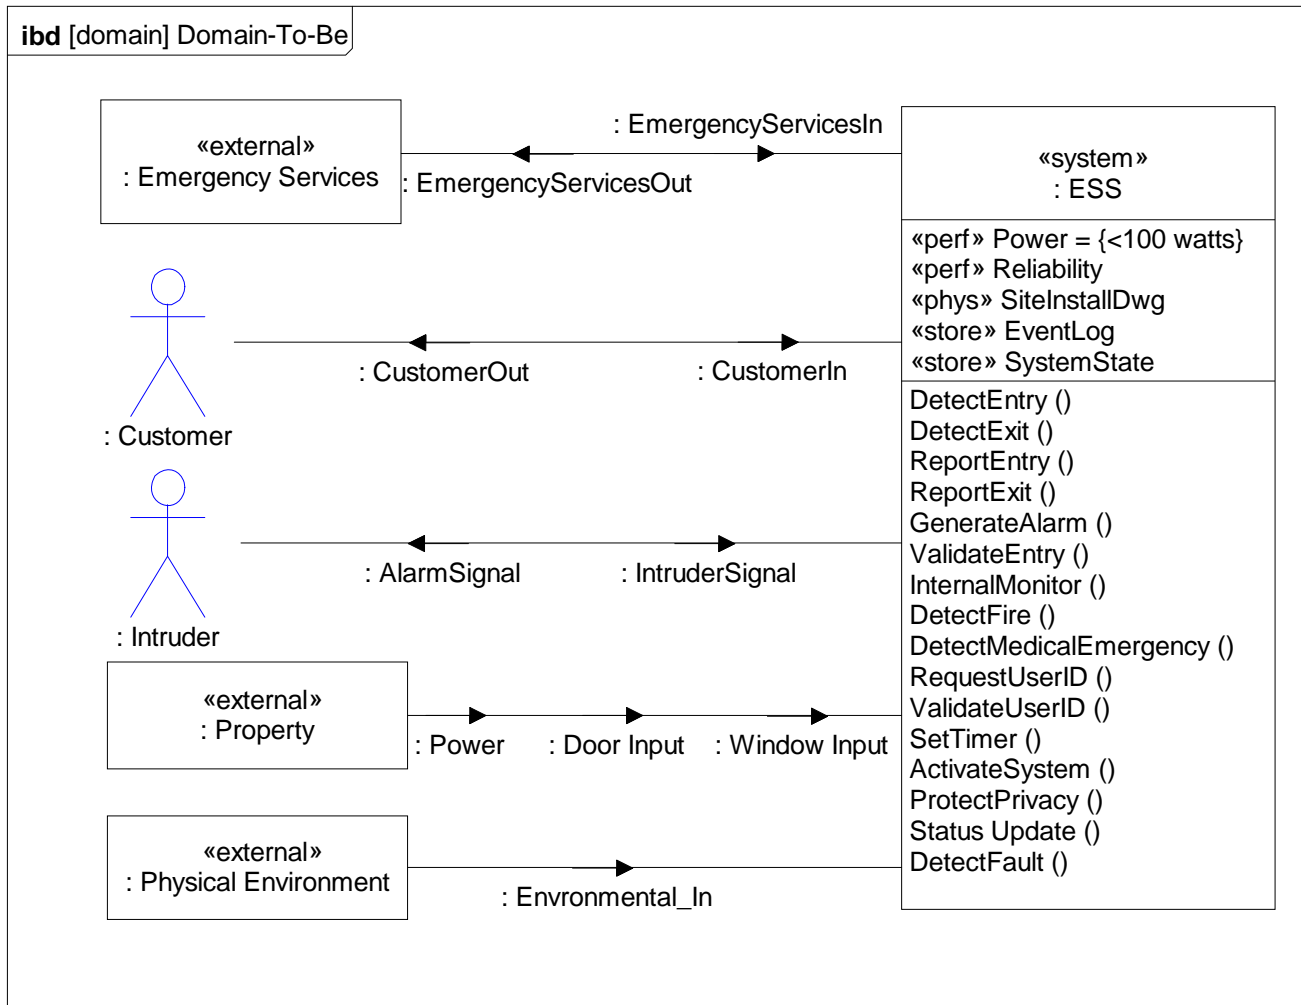 ibd [domain] Domain-To-Be
: EmergencyServicesIn
«external»
: Emergency Services
: EmergencyServicesOut
«system»
: ESS
«perf» Power = {<100 watts}
«perf» Reliability
«phys» SiteInstallDwg
«store» EventLog
«store» SystemState
: CustomerOut
: CustomerIn
: Customer
DetectEntry ()
DetectExit ()
ReportEntry ()
ReportExit ()
GenerateAlarm ()
ValidateEntry ()
InternalMonitor ()
DetectFire ()
DetectMedicalEmergency ()
RequestUserID ()
ValidateUserID ()
SetTimer ()
ActivateSystem ()
ProtectPrivacy ()
Status Update ()
DetectFault ()
: AlarmSignal
: IntruderSignal
: Intruder
«external»
: Property
: Power
: Door Input
: Window Input
«external»
: Physical Environment
: Envronmental_In